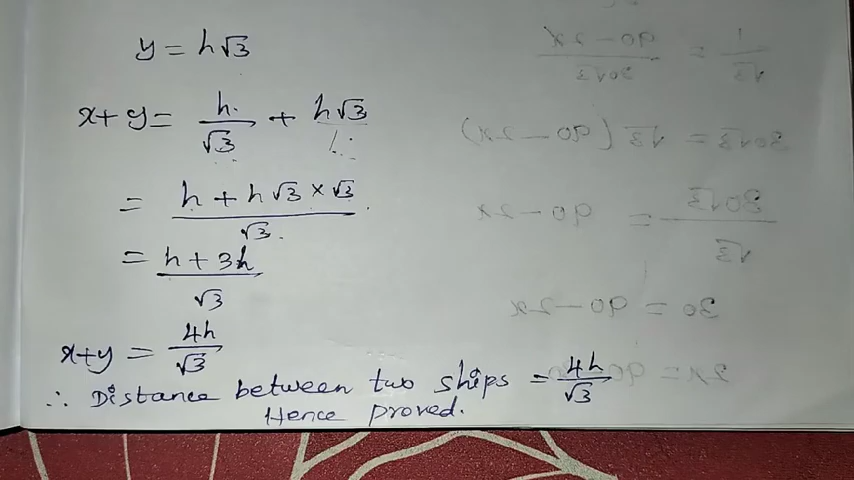 y = h√3
x + y = h/√3 + h√3/1
= h + h√3 × √3/√3
= h + 3h/√3
x+y = 4h/√3
∴ Distance between two ships = 4h/√3
Hence proved.